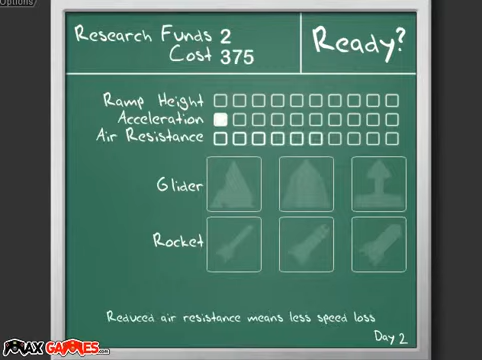 Options
Research Funds 2
Cost 375
Ready?
Ramp Height
Acceleration
Air Resistance
Glider
Rocket
Reduced air resistance means less speed loss
Day 2
MAX GAMES.com